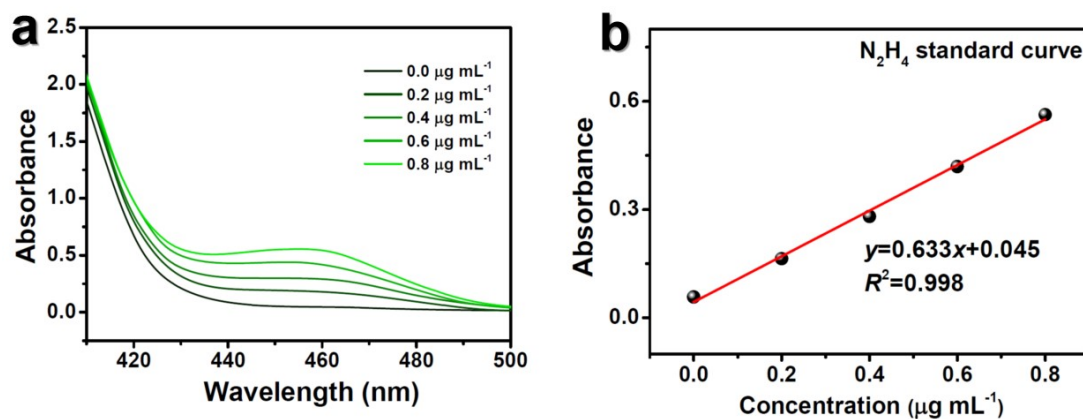 a
2.5
2.0
1.5
1.0
0.5
0.0
Absorbance
0.0 μg mL⁻¹
0.2 μg mL⁻¹
0.4 μg mL⁻¹
0.6 μg mL⁻¹
0.8 μg mL⁻¹
420 440 460 480 500
Wavelength (nm)
b
N₂H₄ standard curve
0.6
0.3
0.0
Absorbance
y=0.633x+0.045
R²=0.998
0.0 0.2 0.4 0.6 0.8
Concentration (μg mL⁻¹)